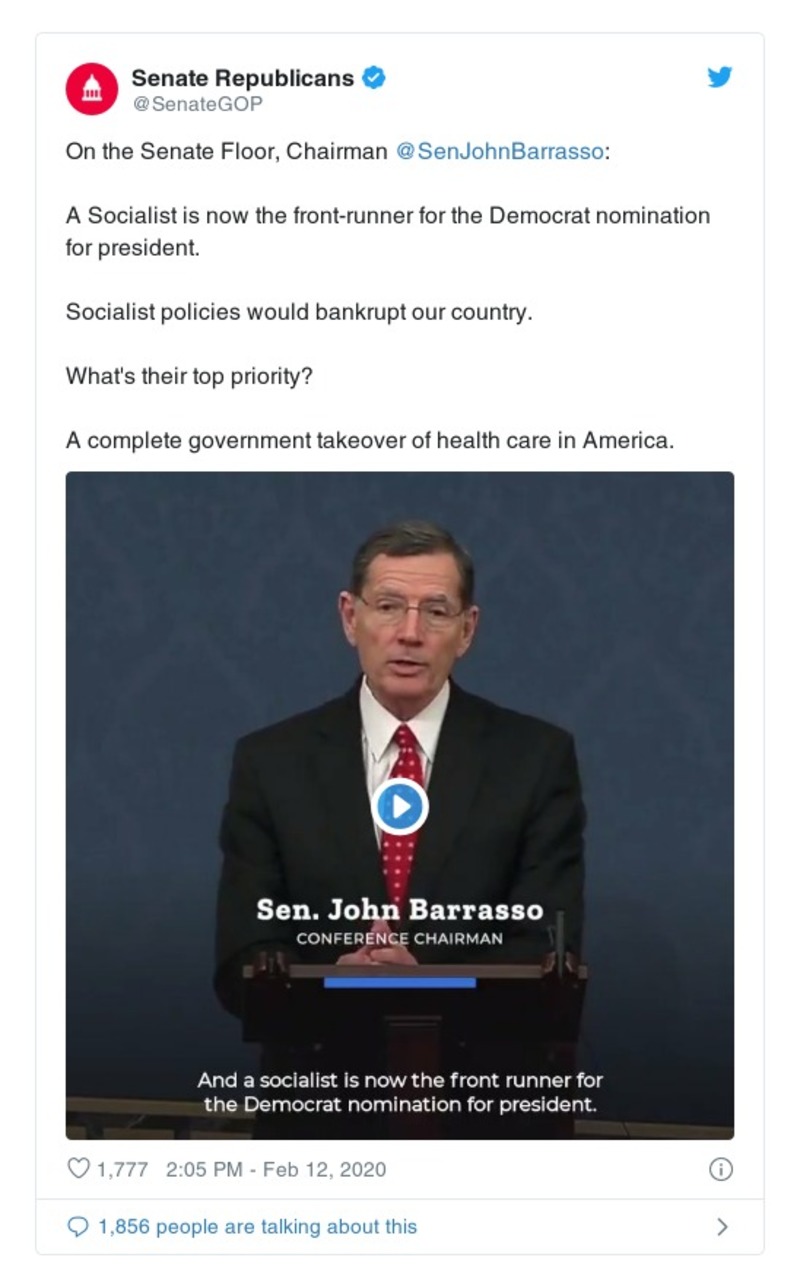 Senate Republicans
@SenateGOP
On the Senate Floor, Chairman @SenJohnBarrasso:
A Socialist is now the front-runner for the Democrat nomination
for president.
Socialist policies would bankrupt our country.
What's their top priority?
A complete government takeover of health care in America.
Sen. John Barrasso
CONFERENCE CHAIRMAN
And a socialist is now the front runner for
the Democrat nomination for president.
1,777 2:05 PM - Feb 12, 2020
1,856 people are talking about this